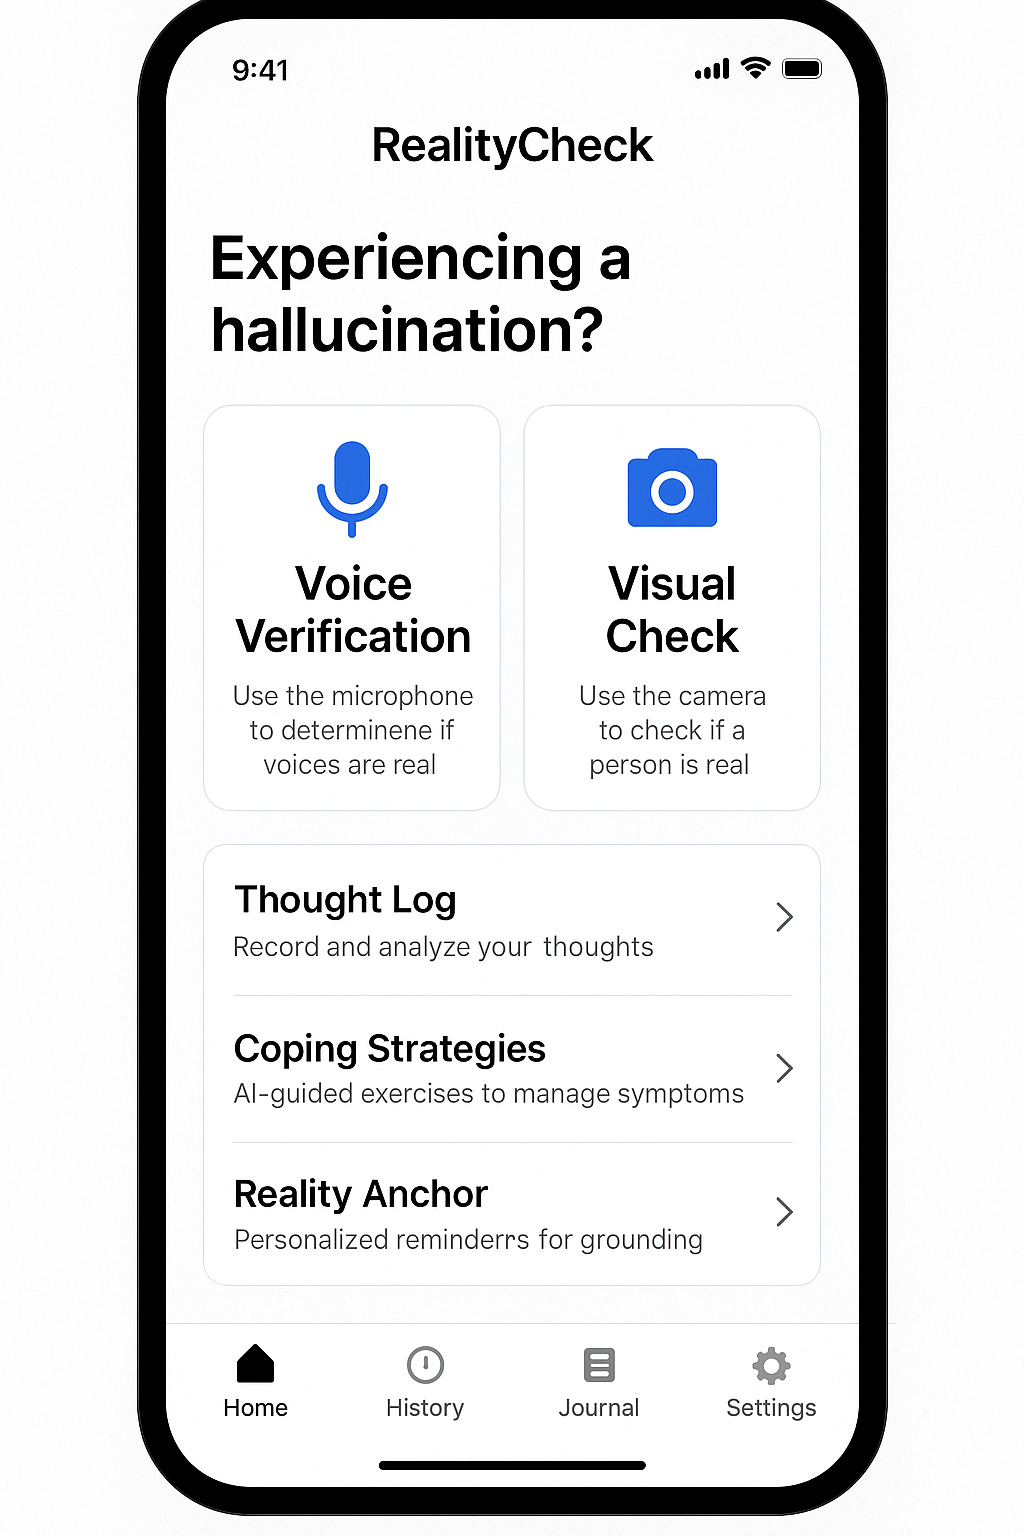 9:41
RealityCheck
Experiencing a
hallucination?
Voice
Verification
Use the microphone
to determinene if
voices are real
Visual
Check
Use the camera
to check if a
person is real
Thought Log
Record and analyze your thoughts
Coping Strategies
AI-guided exercises to manage symptoms
Reality Anchor
Personalized reminderrs for grounding
Home
History
Journal
Settings